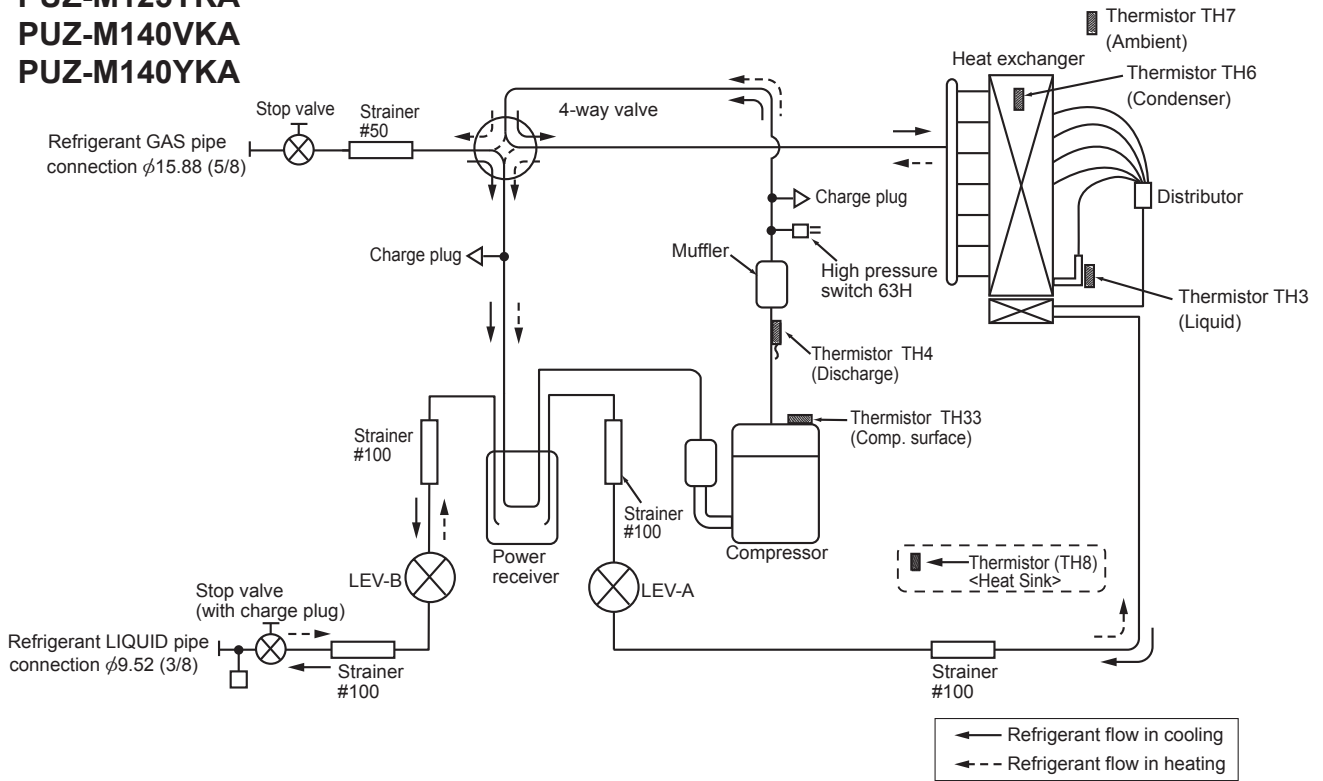 PUZ-M140VKA
PUZ-M140YKA
Thermistor TH7
(Ambient)
Heat exchanger
Thermistor TH6
(Condenser)
Stop valve
Strainer
#50
4-way valve
Refrigerant GAS pipe
connection ϕ15.88 (5/8)
Charge plug
Distributor
Charge plug
Muffler
High pressure
switch 63H
Thermistor TH3
(Liquid)
Thermistor TH4
(Discharge)
Thermistor TH33
(Comp. surface)
Strainer
#100
Strainer
#100
Compressor
Power
receiver
LEV-B
LEV-A
Thermistor (TH8)
<Heat Sink>
Stop valve
(with charge plug)
Refrigerant LIQUID pipe
connection ϕ9.52 (3/8)
Strainer
#100
Strainer
#100
Refrigerant flow in cooling
Refrigerant flow in heating